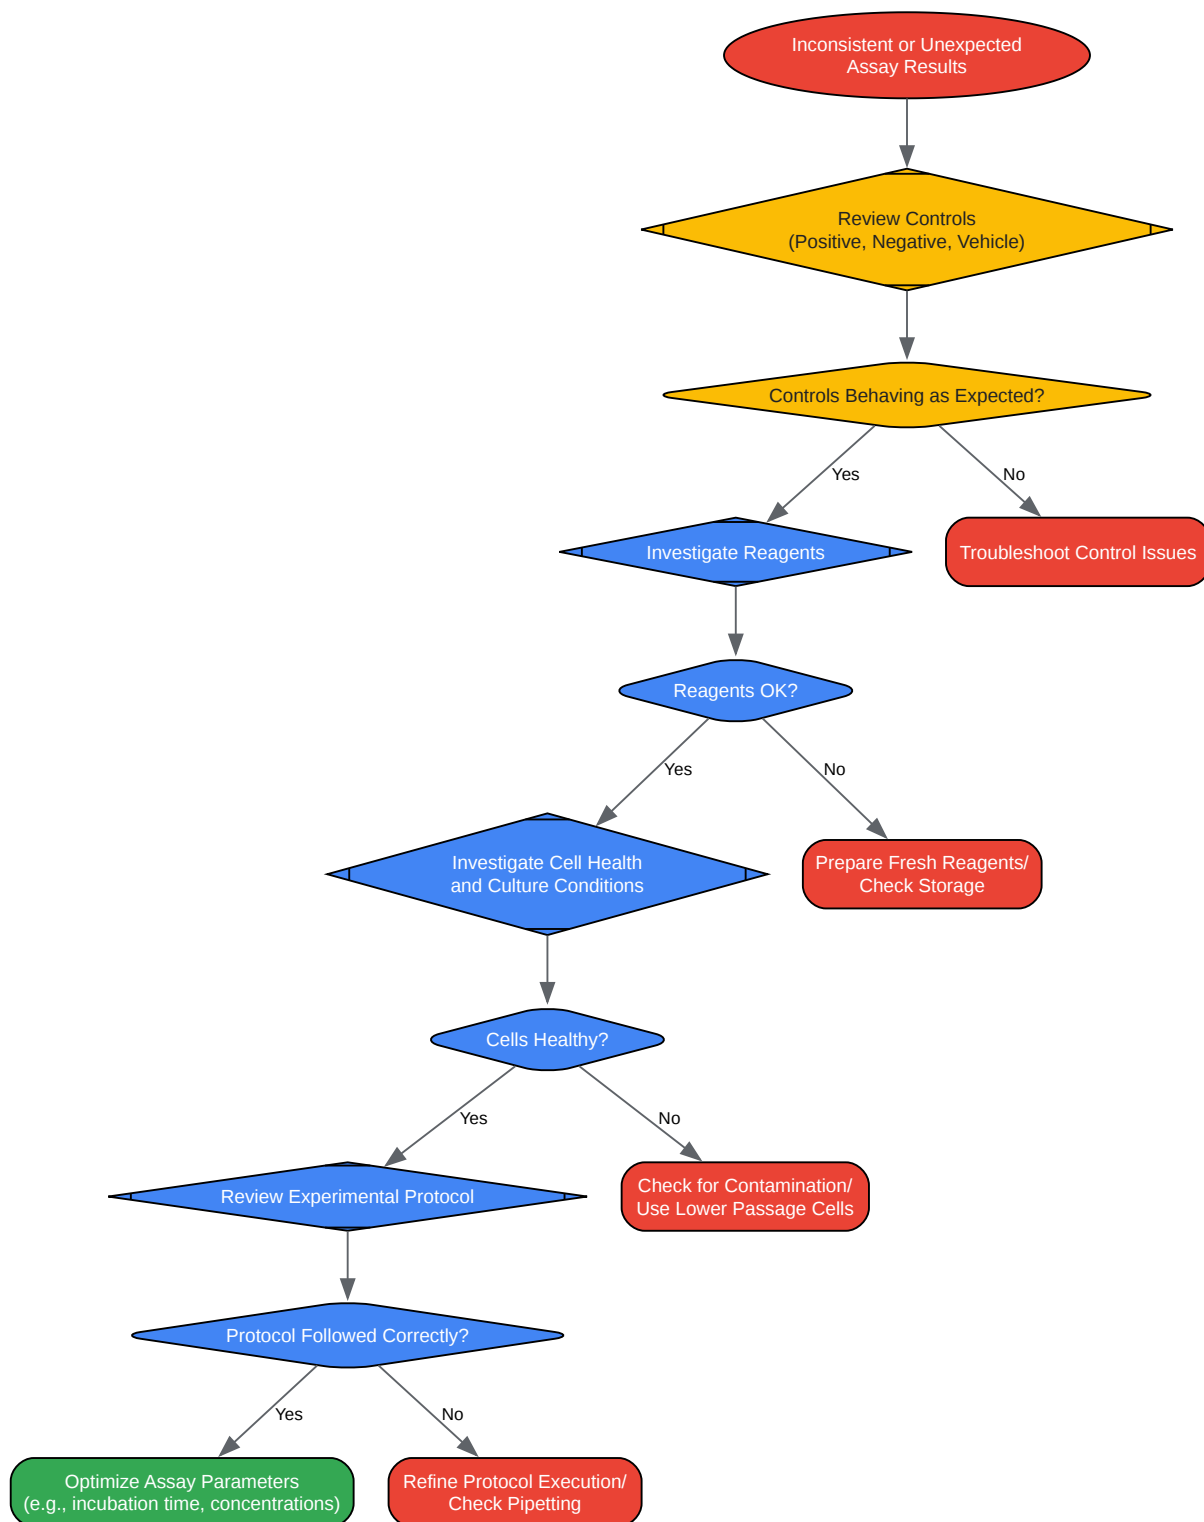 Inconsistent or Unexpected
Assay Results
Review Controls
(Positive, Negative, Vehicle)
Controls Behaving as Expected?
Yes
No
Investigate Reagents
Troubleshoot Control Issues
Reagents OK?
Yes
No
Investigate Cell Health
and Culture Conditions
Prepare Fresh Reagents/
Check Storage
Cells Healthy?
Yes
No
Review Experimental Protocol
Check for Contamination/
Use Lower Passage Cells
Protocol Followed Correctly?
Yes
No
Optimize Assay Parameters
(e.g., incubation time, concentrations)
Refine Protocol Execution/
Check Pipetting